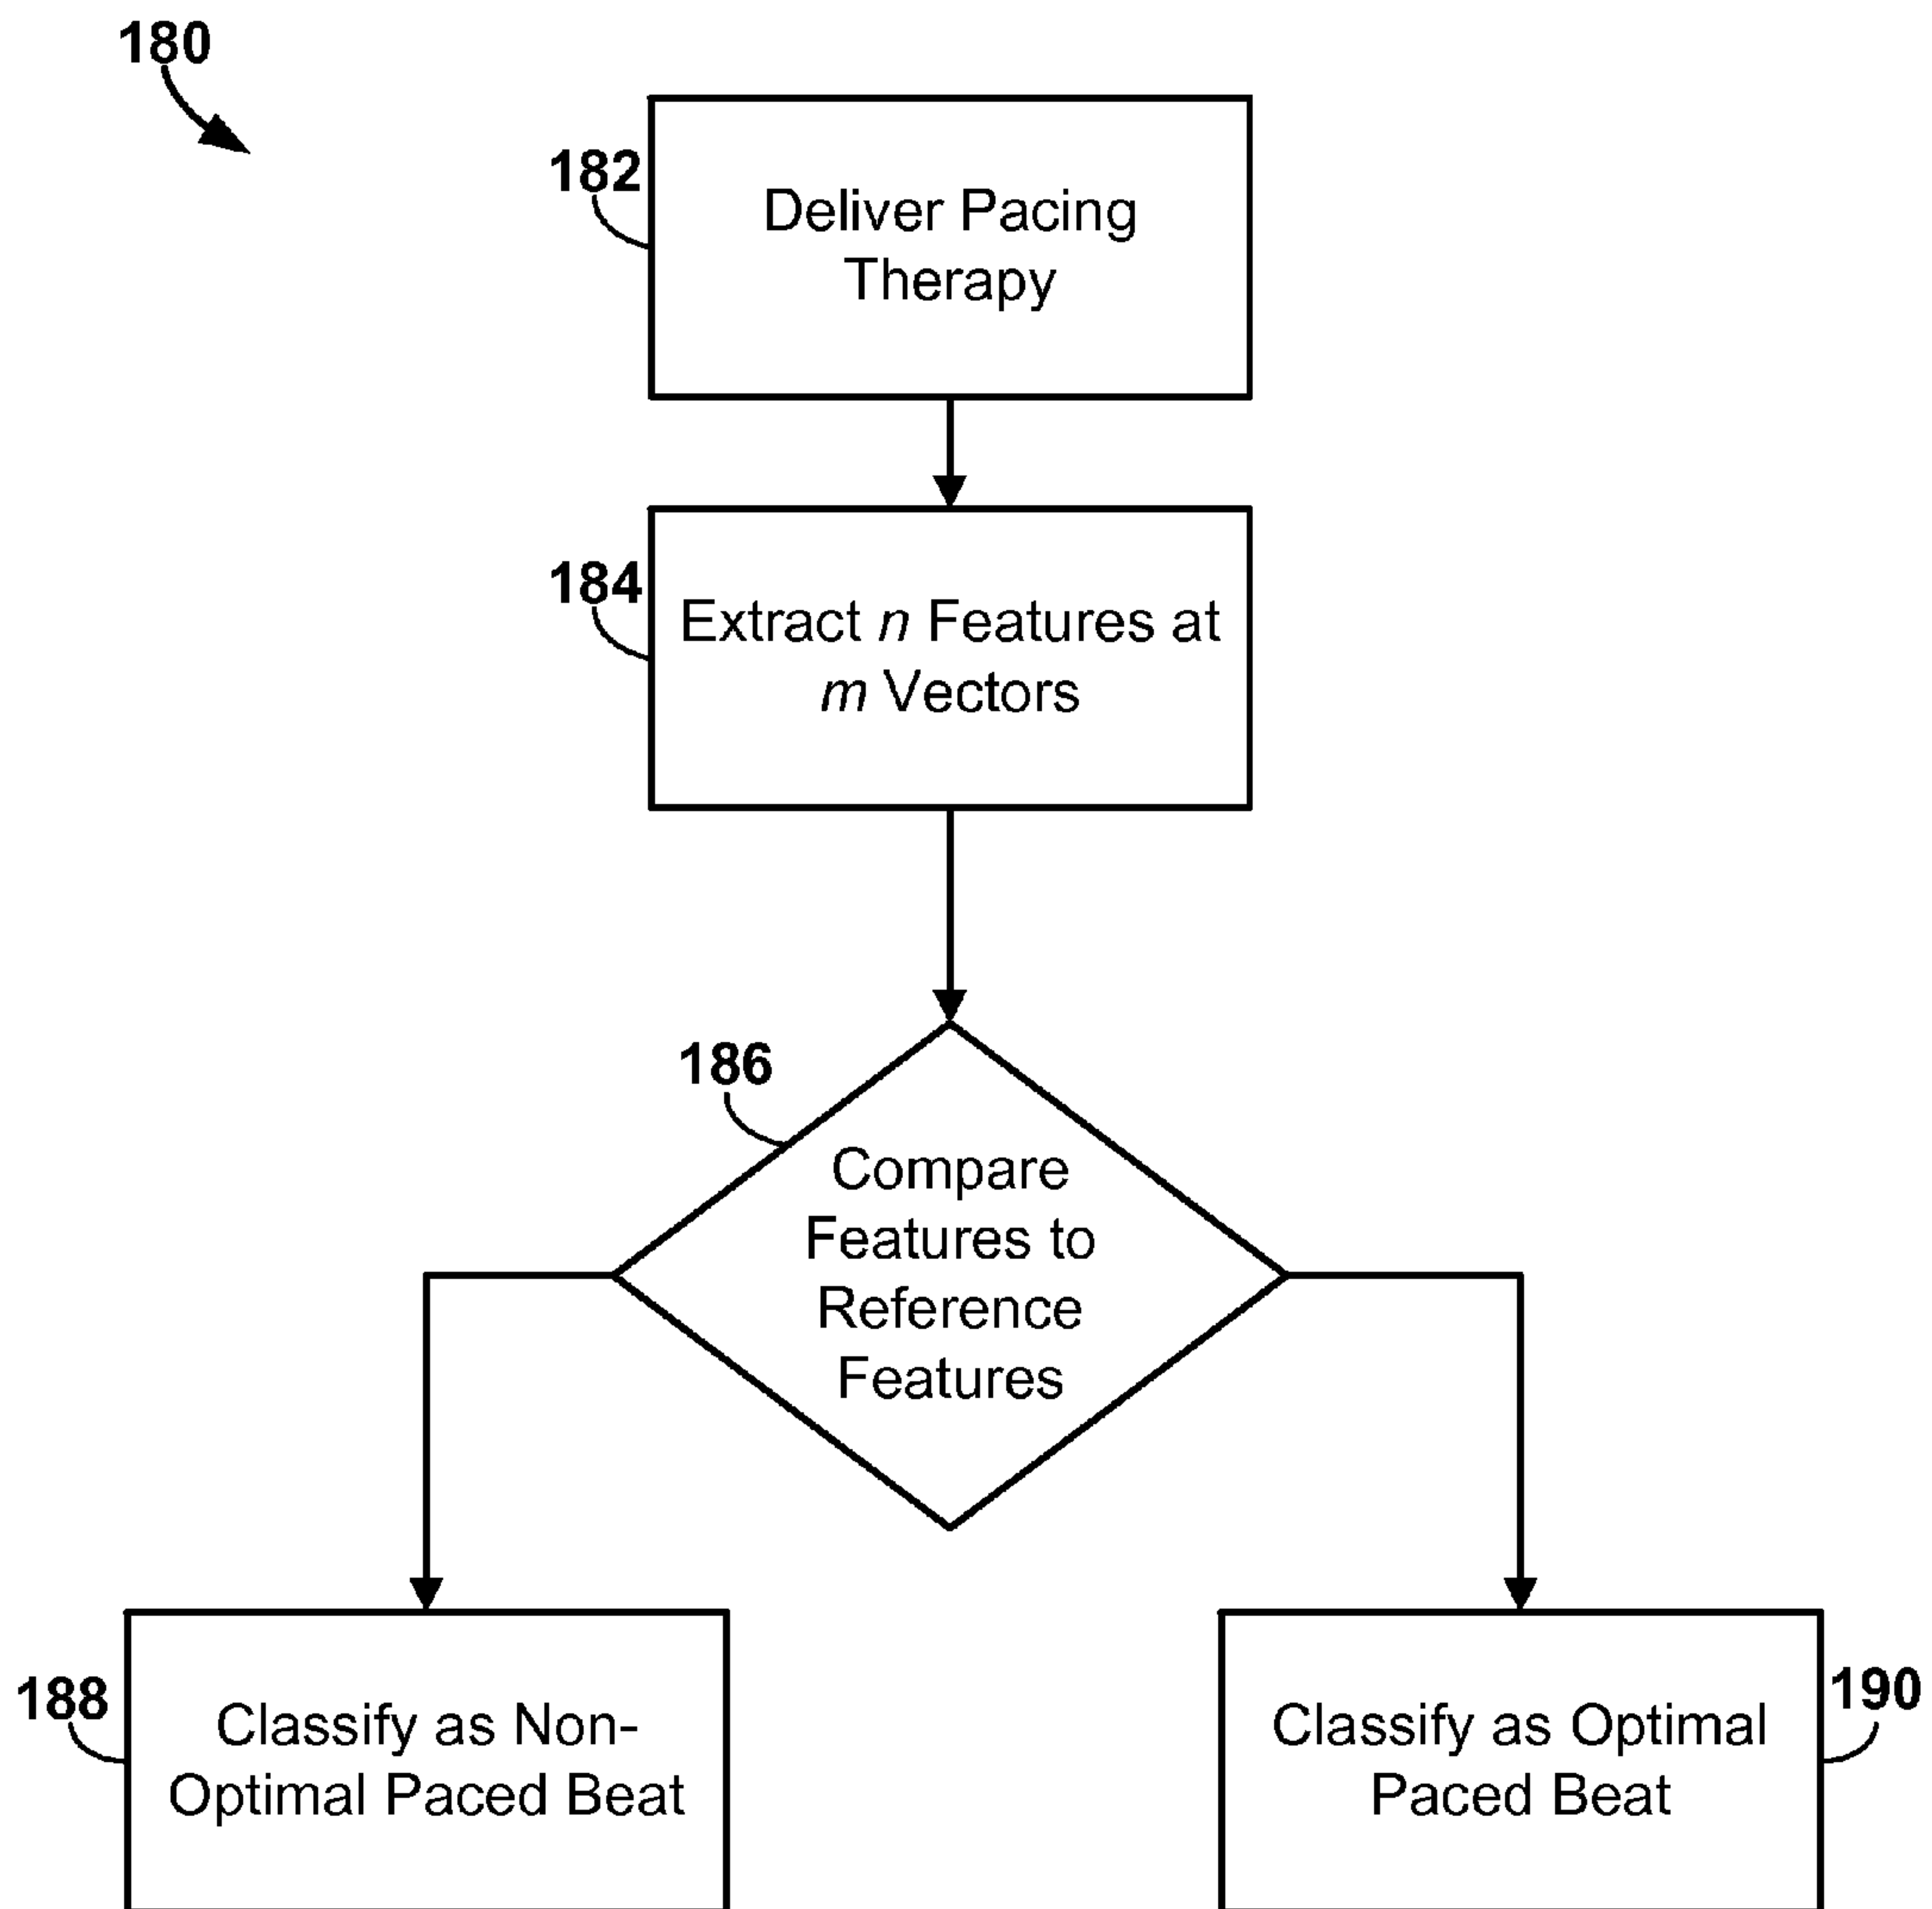 180
182
Deliver Pacing
Therapy
184
Extract n Features at
m Vectors
186
Compare
Features to
Reference
Features
188
Classify as Non-
Optimal Paced Beat
190
Classify as Optimal
Paced Beat